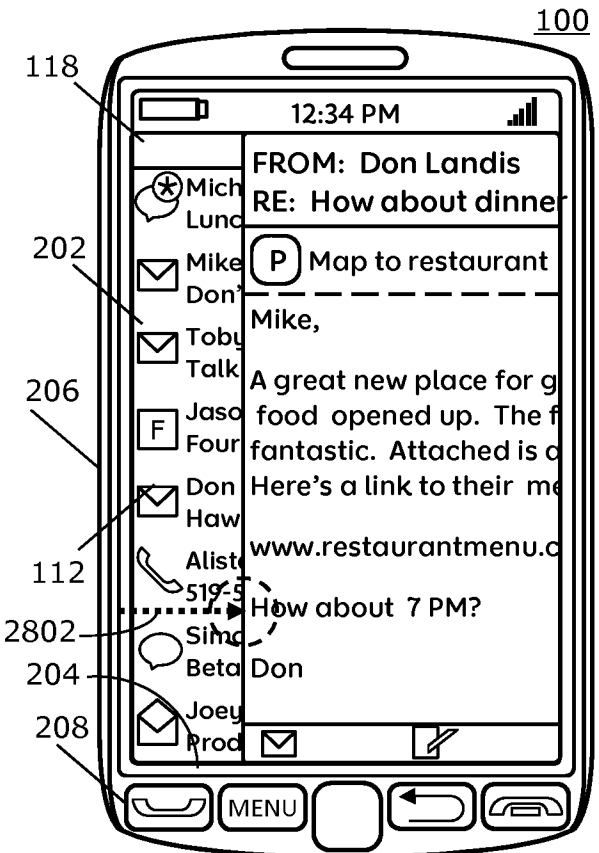 100
118
12:34 PM
FROM: Don Landis
RE: How about dinner
Mich
Lunc
202
Mike
Don'
P Map to restaurant
Toby
Talk
Mike,
206
Jaso
Four
F
A great new place for g
food opened up. The f
fantastic. Attached is a
Here's a link to their me
Don
Haw
112
www.restaurantmenu.c
Alist
519-5
2802
How about 7 PM?
Simo
Beta
204
Don
208
Joey
Prod
MENU